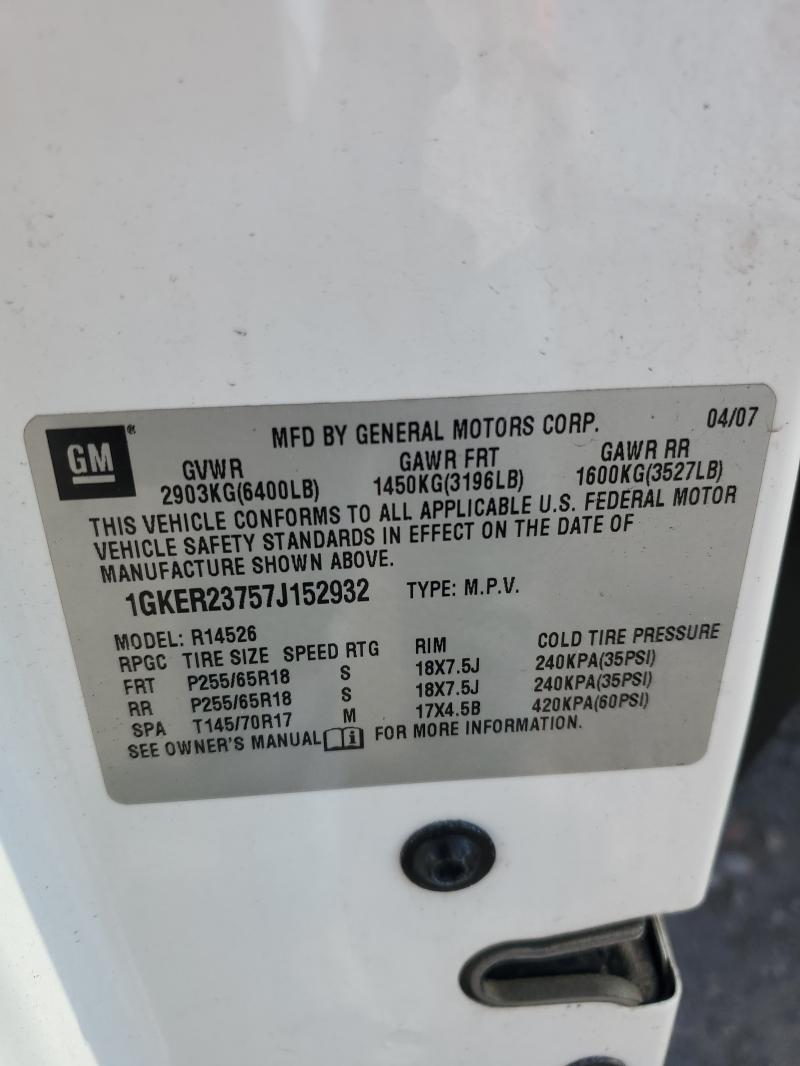 GM®
MFD BY GENERAL MOTORS CORP. 04/07
GVWR GAWR FRT GAWR RR
2903KG(6400LB) 1450KG(3196LB) 1600KG(3527LB)
THIS VEHICLE CONFORMS TO ALL APPLICABLE U.S. FEDERAL MOTOR
VEHICLE SAFETY STANDARDS IN EFFECT ON THE DATE OF
MANUFACTURE SHOWN ABOVE.
1GKER23757J152932 TYPE: M.P.V.
MODEL: R14526
RPGC TIRE SIZE SPEED RTG RIM COLD TIRE PRESSURE
FRT P255/65R18 S 18X7.5J 240KPA(35PSI)
RR P255/65R18 S 18X7.5J 240KPA(35PSI)
SPA T145/70R17 M 17X4.5B 420KPA(60PSI)
SEE OWNER'S MANUAL i FOR MORE INFORMATION.